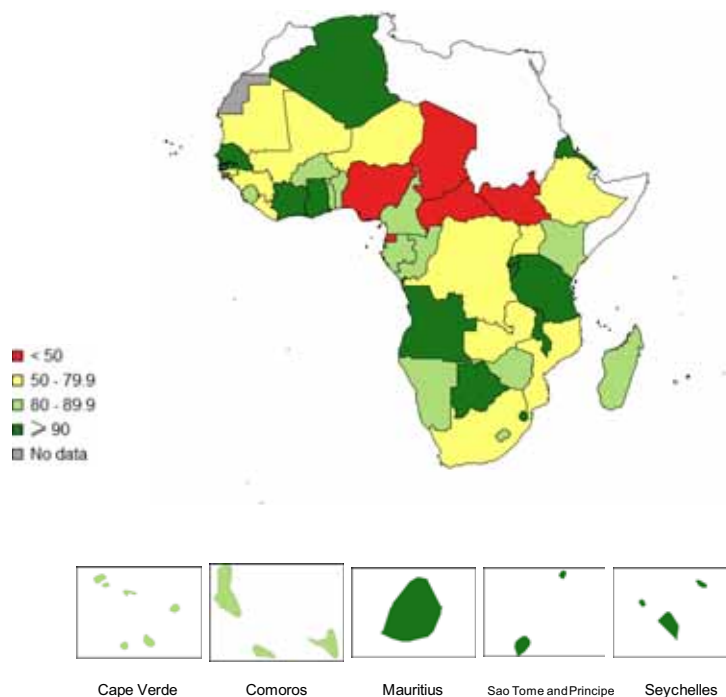 < 50
50 - 79.9
80 - 89.9
⩾ 90
No data
Cape Verde
Comoros
Mauritius
Sao Tome and Principe
Seychelles